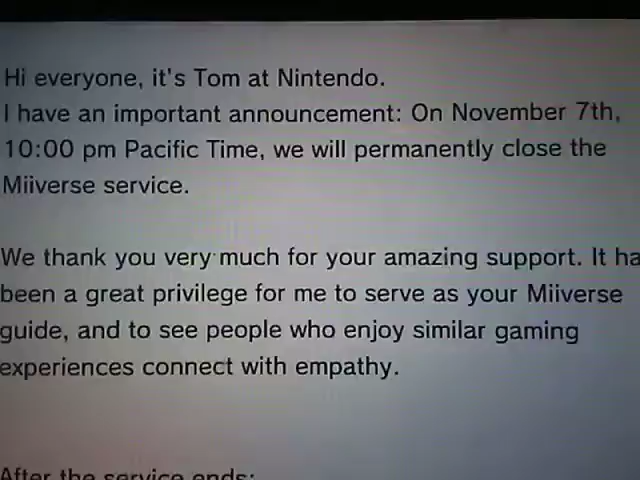 Hi everyone, it's Tom at Nintendo.
I have an important announcement: On November 7th,
10:00 pm Pacific Time, we will permanently close the
Miiverse service.
We thank you very much for your amazing support. It ha
been a great privilege for me to serve as your Miiverse
guide, and to see people who enjoy similar gaming
experiences connect with empathy.
After the service ends: